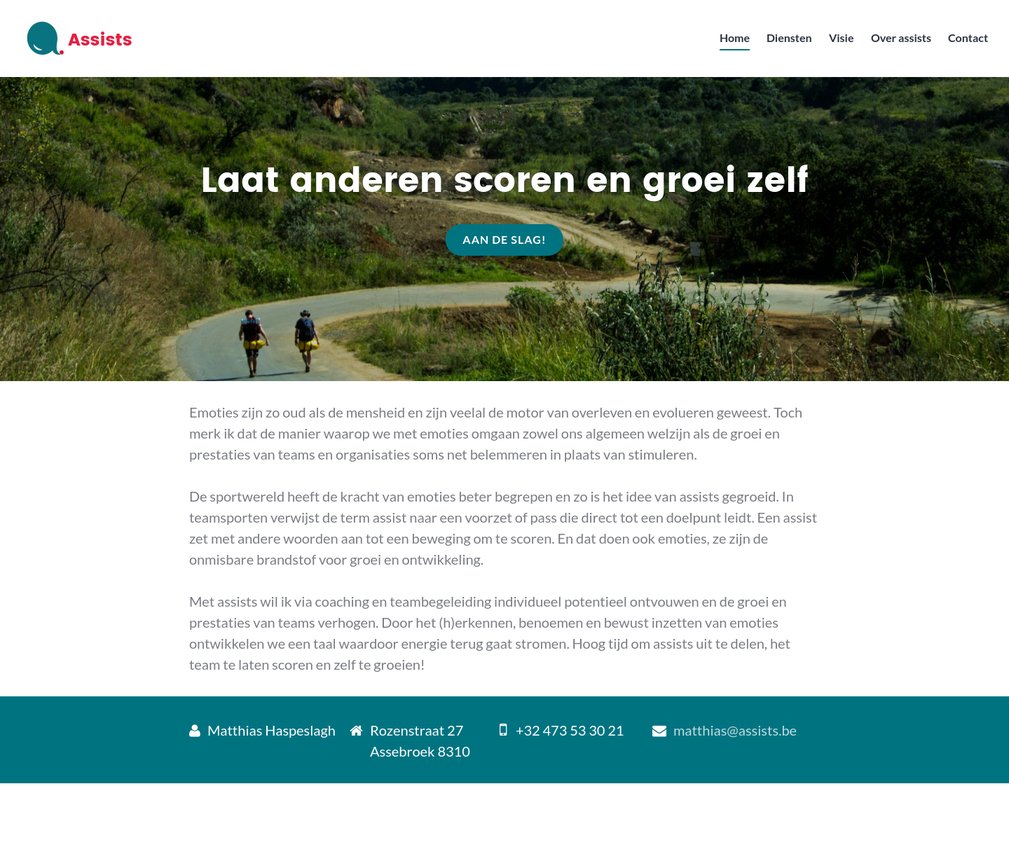 Assists
Home
Diensten
Visie
Over assists
Contact
Laat anderen scoren en groei zelf
AAN DE SLAG!
Emoties zijn zo oud als de mensheid en zijn veelal de motor van overleven en evolueren geweest. Toch
merk ik dat de manier waarop we met emoties omgaan zowel ons algemeen welzijn als de groei en
prestaties van teams en organisaties soms net belemmeren in plaats van stimuleren.
De sportwereld heeft de kracht van emoties beter begrepen en zo is het idee van assists gegroeid. In
teamsporten verwijst de term assist naar een voorzet of pass die direct tot een doelpunt leidt. Een assist
zet met andere woorden aan tot een beweging om te scoren. En dat doen ook emoties, ze zijn de
onmisbare brandstof voor groei en ontwikkeling.
Met assists wil ik via coaching en teambegeleiding individueel potentieel ontvouwen en de groei en
prestaties van teams verhogen. Door het (h)erkennen, benoemen en bewust inzetten van emoties
ontwikkelen we een taal waardoor energie terug gaat stromen. Hoog tijd om assists uit te delen, het
team te laten scoren en zelf te groeien!
Matthias Haspeslagh
Rozenstraat 27
Assebroek 8310
+32 473 53 30 21
matthias@assists.be